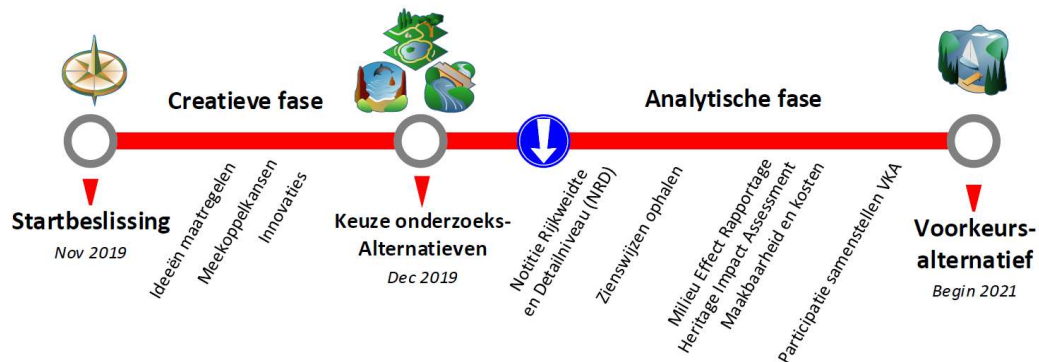 Creatieve fase
Analytische fase
Startbeslissing
Nov 2019
Ideeën maatregelen
Meekoppelkansen
Innovaties
Keuze onderzoeks-
Alternatieven
Dec 2019
Notitie Rijkweidte
en Detailniveau (NRD)
Zienswijzen ophalen
Milieu Effect Rapportage
Heritage Impact Assessment
Maakbaarheid en kosten
Participatie samenstellen VKA
Voorkeurs-
alternatief
Begin 2021